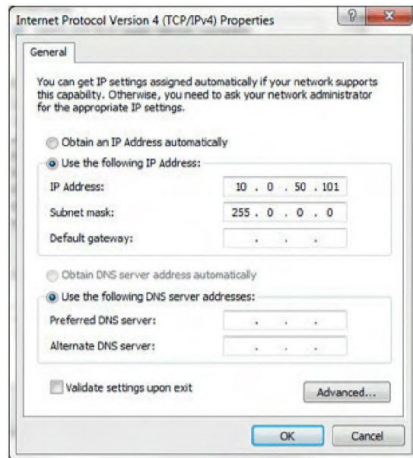 Internet Protocol Version 4 (TCP/IPv4) Properties
General
You can get IP settings assigned automatically if your network supports
this capability. Otherwise, you need to ask your network administrator
for the appropriate IP settings.
Obtain an IP Address automatically
Use the following IP Address:
IP Address: 10 . 0 . 50 . 101
Subnet mask: 255 . 0 . 0 . 0
Default gateway: . . .
Obtain DNS server address automatically
Use the following DNS server addresses:
Preferred DNS server: . . .
Alternate DNS server: . . .
Validate settings upon exit
Advanced...
OK Cancel